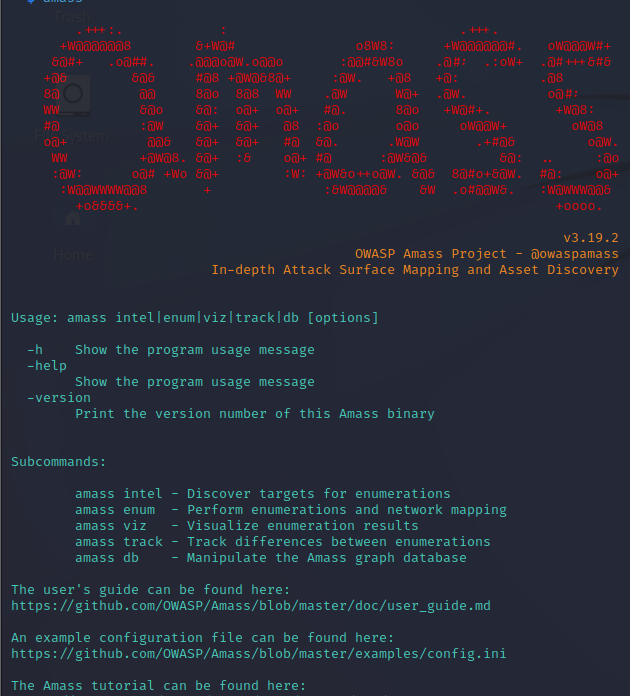 $ amass
v3.19.2
OWASP Amass Project - @owaspamass
In-depth Attack Surface Mapping and Asset Discovery
Usage: amass intel|enum|viz|track|db [options]
-h Show the program usage message
-help
Show the program usage message
-version
Print the version number of this Amass binary
Subcommands:
amass intel - Discover targets for enumerations
amass enum - Perform enumerations and network mapping
amass viz - Visualize enumeration results
amass track - Track differences between enumerations
amass db - Manipulate the Amass graph database
The user's guide can be found here:
https://github.com/OWASP/Amass/blob/master/doc/user_guide.md
An example configuration file can be found here:
https://github.com/OWASP/Amass/blob/master/examples/config.ini
The Amass tutorial can be found here: